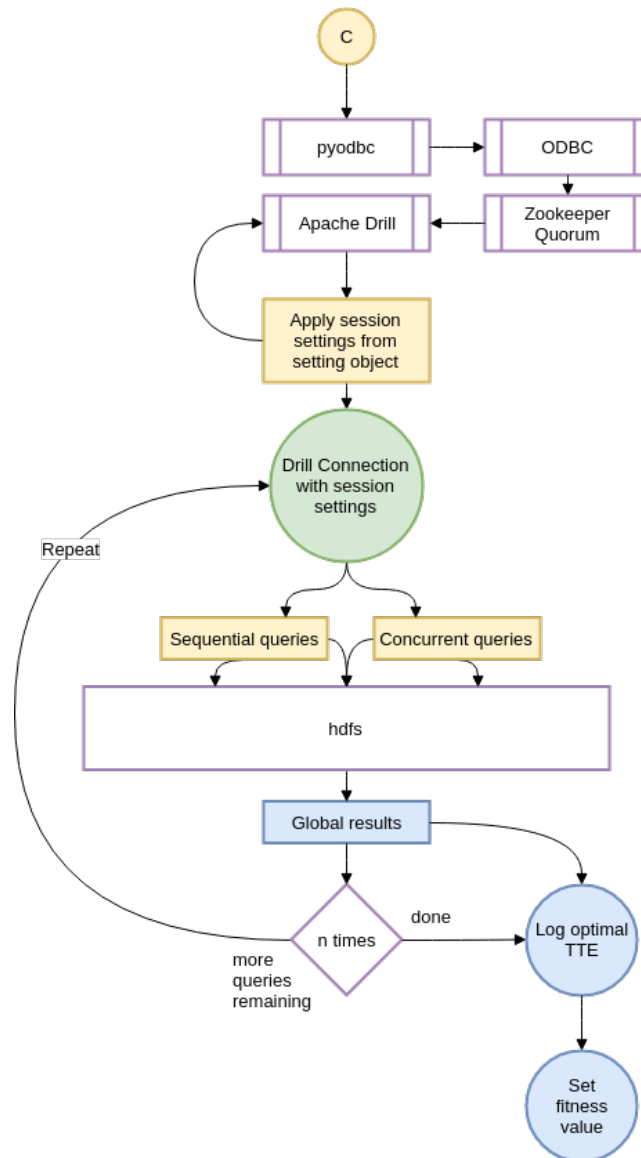 C
pyodbc
ODBC
Apache Drill
Zookeeper
Quorum
Apply session
settings from
setting object
Drill Connection
with session
settings
Repeat
Sequential queries
Concurrent queries
hdfs
Global results
n times
done
more
queries
remaining
Log optimal
TTE
Set
fitness
value